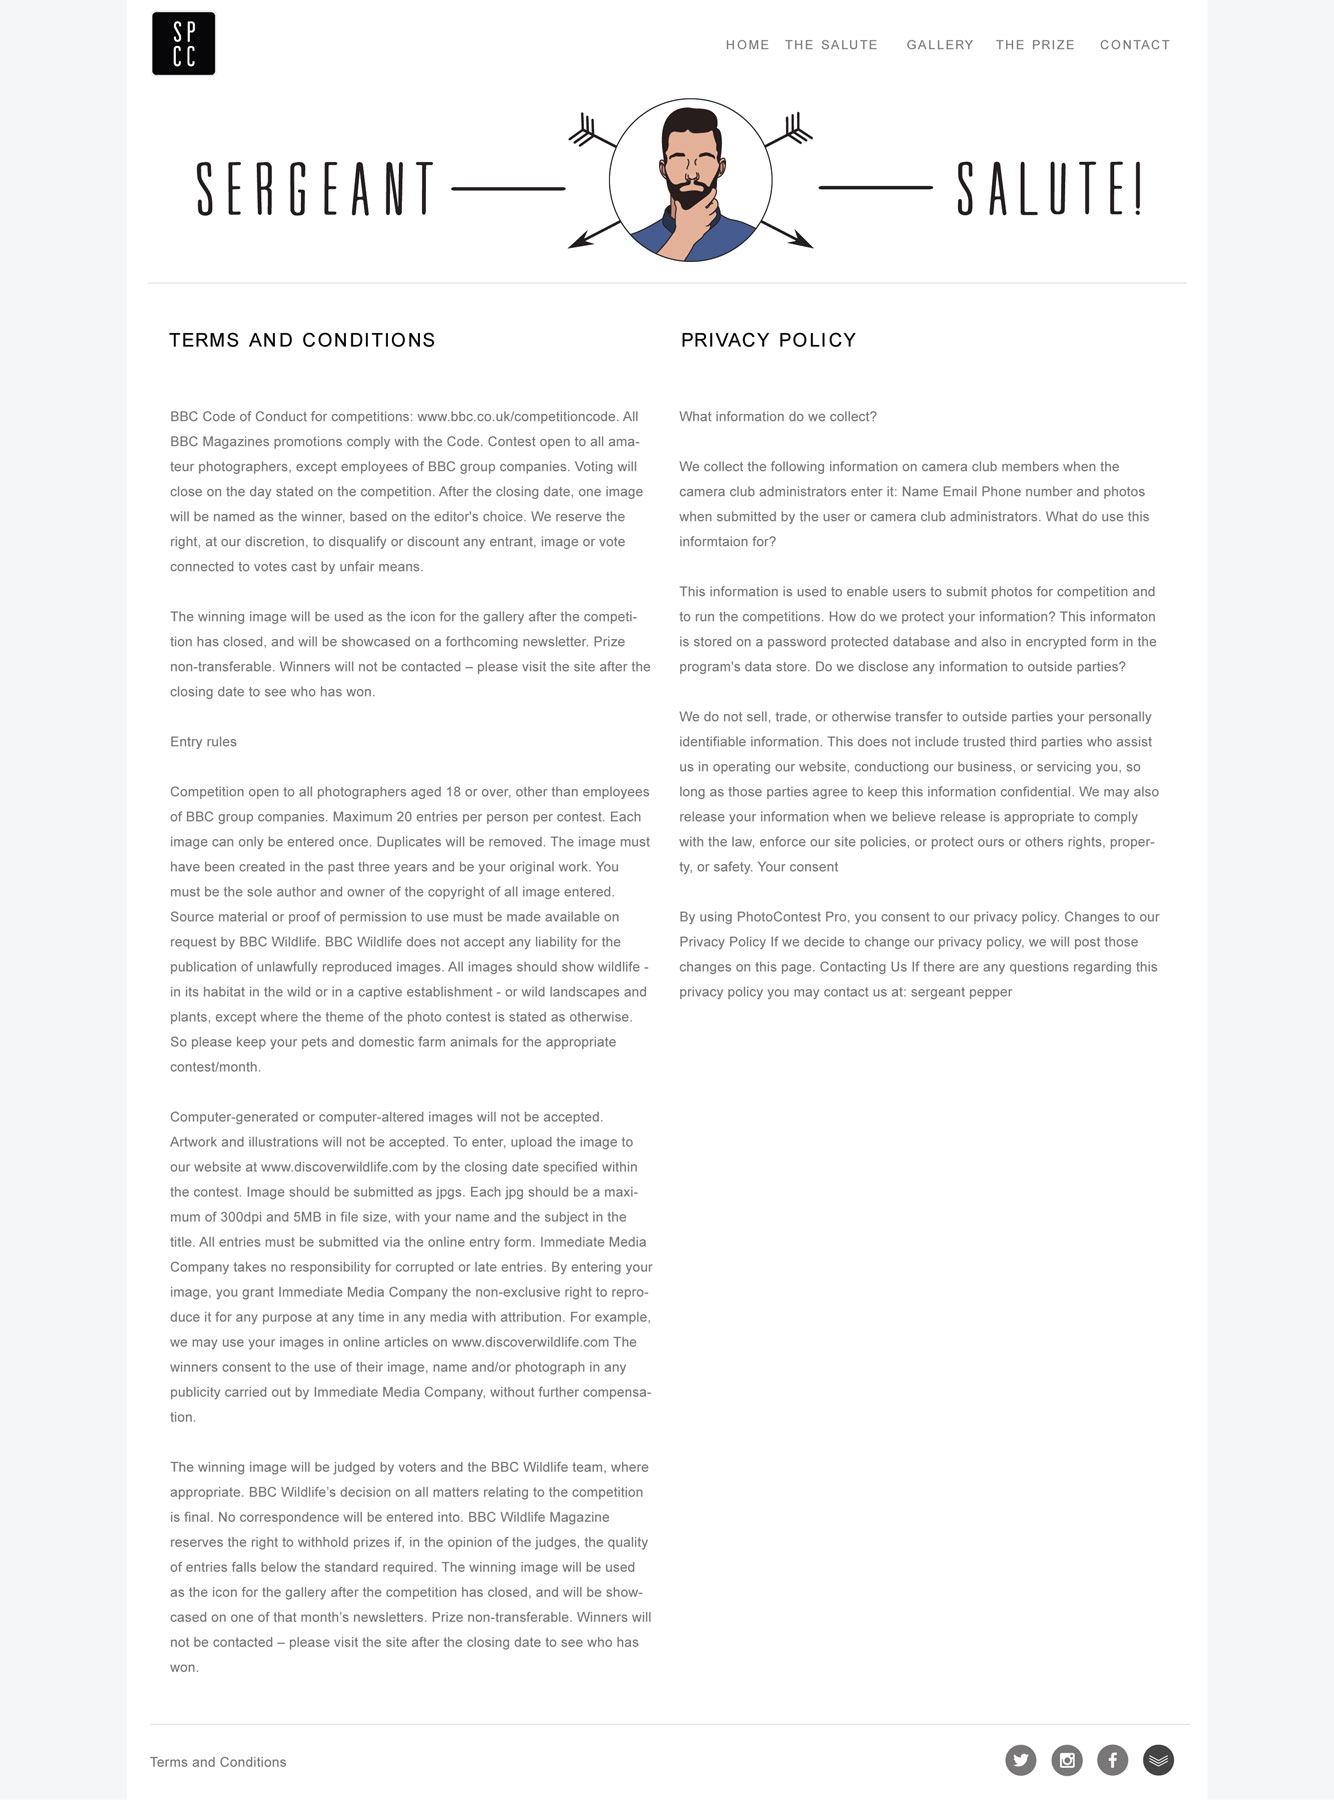 SP
CC
HOME THE SALUTE GALLERY THE PRIZE CONTACT
SERGEANT SALUTE!
TERMS AND CONDITIONS
BBC Code of Conduct for competitions: www.bbc.co.uk/competitioncode. All
BBC Magazines promotions comply with the Code. Contest open to all ama-
teur photographers, except employees of BBC group companies. Voting will
close on the day stated on the competition. After the closing date, one image
will be named as the winner, based on the editor's choice. We reserve the
right, at our discretion, to disqualify or discount any entrant, image or vote
connected to votes cast by unfair means.
The winning image will be used as the icon for the gallery after the competi-
tion has closed, and will be showcased on a forthcoming newsletter. Prize
non-transferable. Winners will not be contacted – please visit the site after the
closing date to see who has won.
Entry rules
Competition open to all photographers aged 18 or over, other than employees
of BBC group companies. Maximum 20 entries per person per contest. Each
image can only be entered once. Duplicates will be removed. The image must
have been created in the past three years and be your original work. You
must be the sole author and owner of the copyright of all image entered.
Source material or proof of permission to use must be made available on
request by BBC Wildlife. BBC Wildlife does not accept any liability for the
publication of unlawfully reproduced images. All images should show wildlife -
in its habitat in the wild or in a captive establishment - or wild landscapes and
plants, except where the theme of the photo contest is stated as otherwise.
So please keep your pets and domestic farm animals for the appropriate
contest/month.
Computer-generated or computer-altered images will not be accepted.
Artwork and illustrations will not be accepted. To enter, upload the image to
our website at www.discoverwildlife.com by the closing date specified within
the contest. Image should be submitted as jpgs. Each jpg should be a maxi-
mum of 300dpi and 5MB in file size, with your name and the subject in the
title. All entries must be submitted via the online entry form. Immediate Media
Company takes no responsibility for corrupted or late entries. By entering your
image, you grant Immediate Media Company the non-exclusive right to repro-
duce it for any purpose at any time in any media with attribution. For example,
we may use your images in online articles on www.discoverwildlife.com The
winners consent to the use of their image, name and/or photograph in any
publicity carried out by Immediate Media Company, without further compensa-
tion.
The winning image will be judged by voters and the BBC Wildlife team, where
appropriate. BBC Wildlife’s decision on all matters relating to the competition
is final. No correspondence will be entered into. BBC Wildlife Magazine
reserves the right to withhold prizes if, in the opinion of the judges, the quality
of entries falls below the standard required. The winning image will be used
as the icon for the gallery after the competition has closed, and will be show-
cased on one of that month’s newsletters. Prize non-transferable. Winners will
not be contacted – please visit the site after the closing date to see who has
won.
PRIVACY POLICY
What information do we collect?
We collect the following information on camera club members when the
camera club administrators enter it: Name Email Phone number and photos
when submitted by the user or camera club administrators. What do use this
informtaion for?
This information is used to enable users to submit photos for competition and
to run the competitions. How do we protect your information? This informaton
is stored on a password protected database and also in encrypted form in the
program's data store. Do we disclose any information to outside parties?
We do not sell, trade, or otherwise transfer to outside parties your personally
identifiable information. This does not include trusted third parties who assist
us in operating our website, conductiong our business, or servicing you, so
long as those parties agree to keep this information confidential. We may also
release your information when we believe release is appropriate to comply
with the law, enforce our site policies, or protect ours or others rights, proper-
ty, or safety. Your consent
By using PhotoContest Pro, you consent to our privacy policy. Changes to our
Privacy Policy If we decide to change our privacy policy, we will post those
changes on this page. Contacting Us If there are any questions regarding this
privacy policy you may contact us at: sergeant pepper
Terms and Conditions